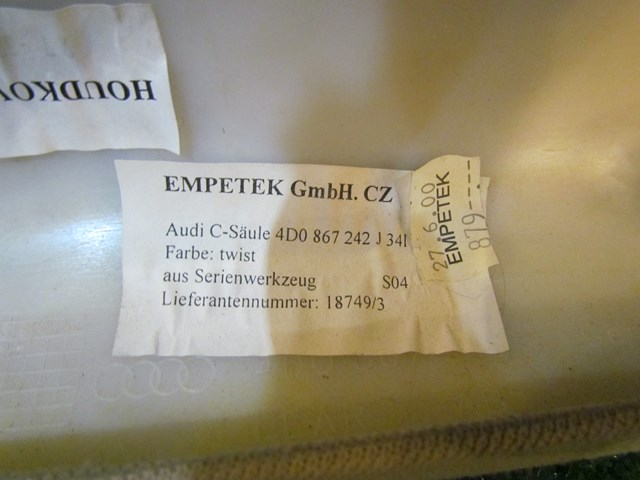 EMPETEK GmbH. CZ
Audi C-Säule 4D0 867 242 J 34I
Farbe: twist
aus Serienwerkzeug S04
Lieferantennummer: 18749/3
27.6.00
EMPETEK
879----